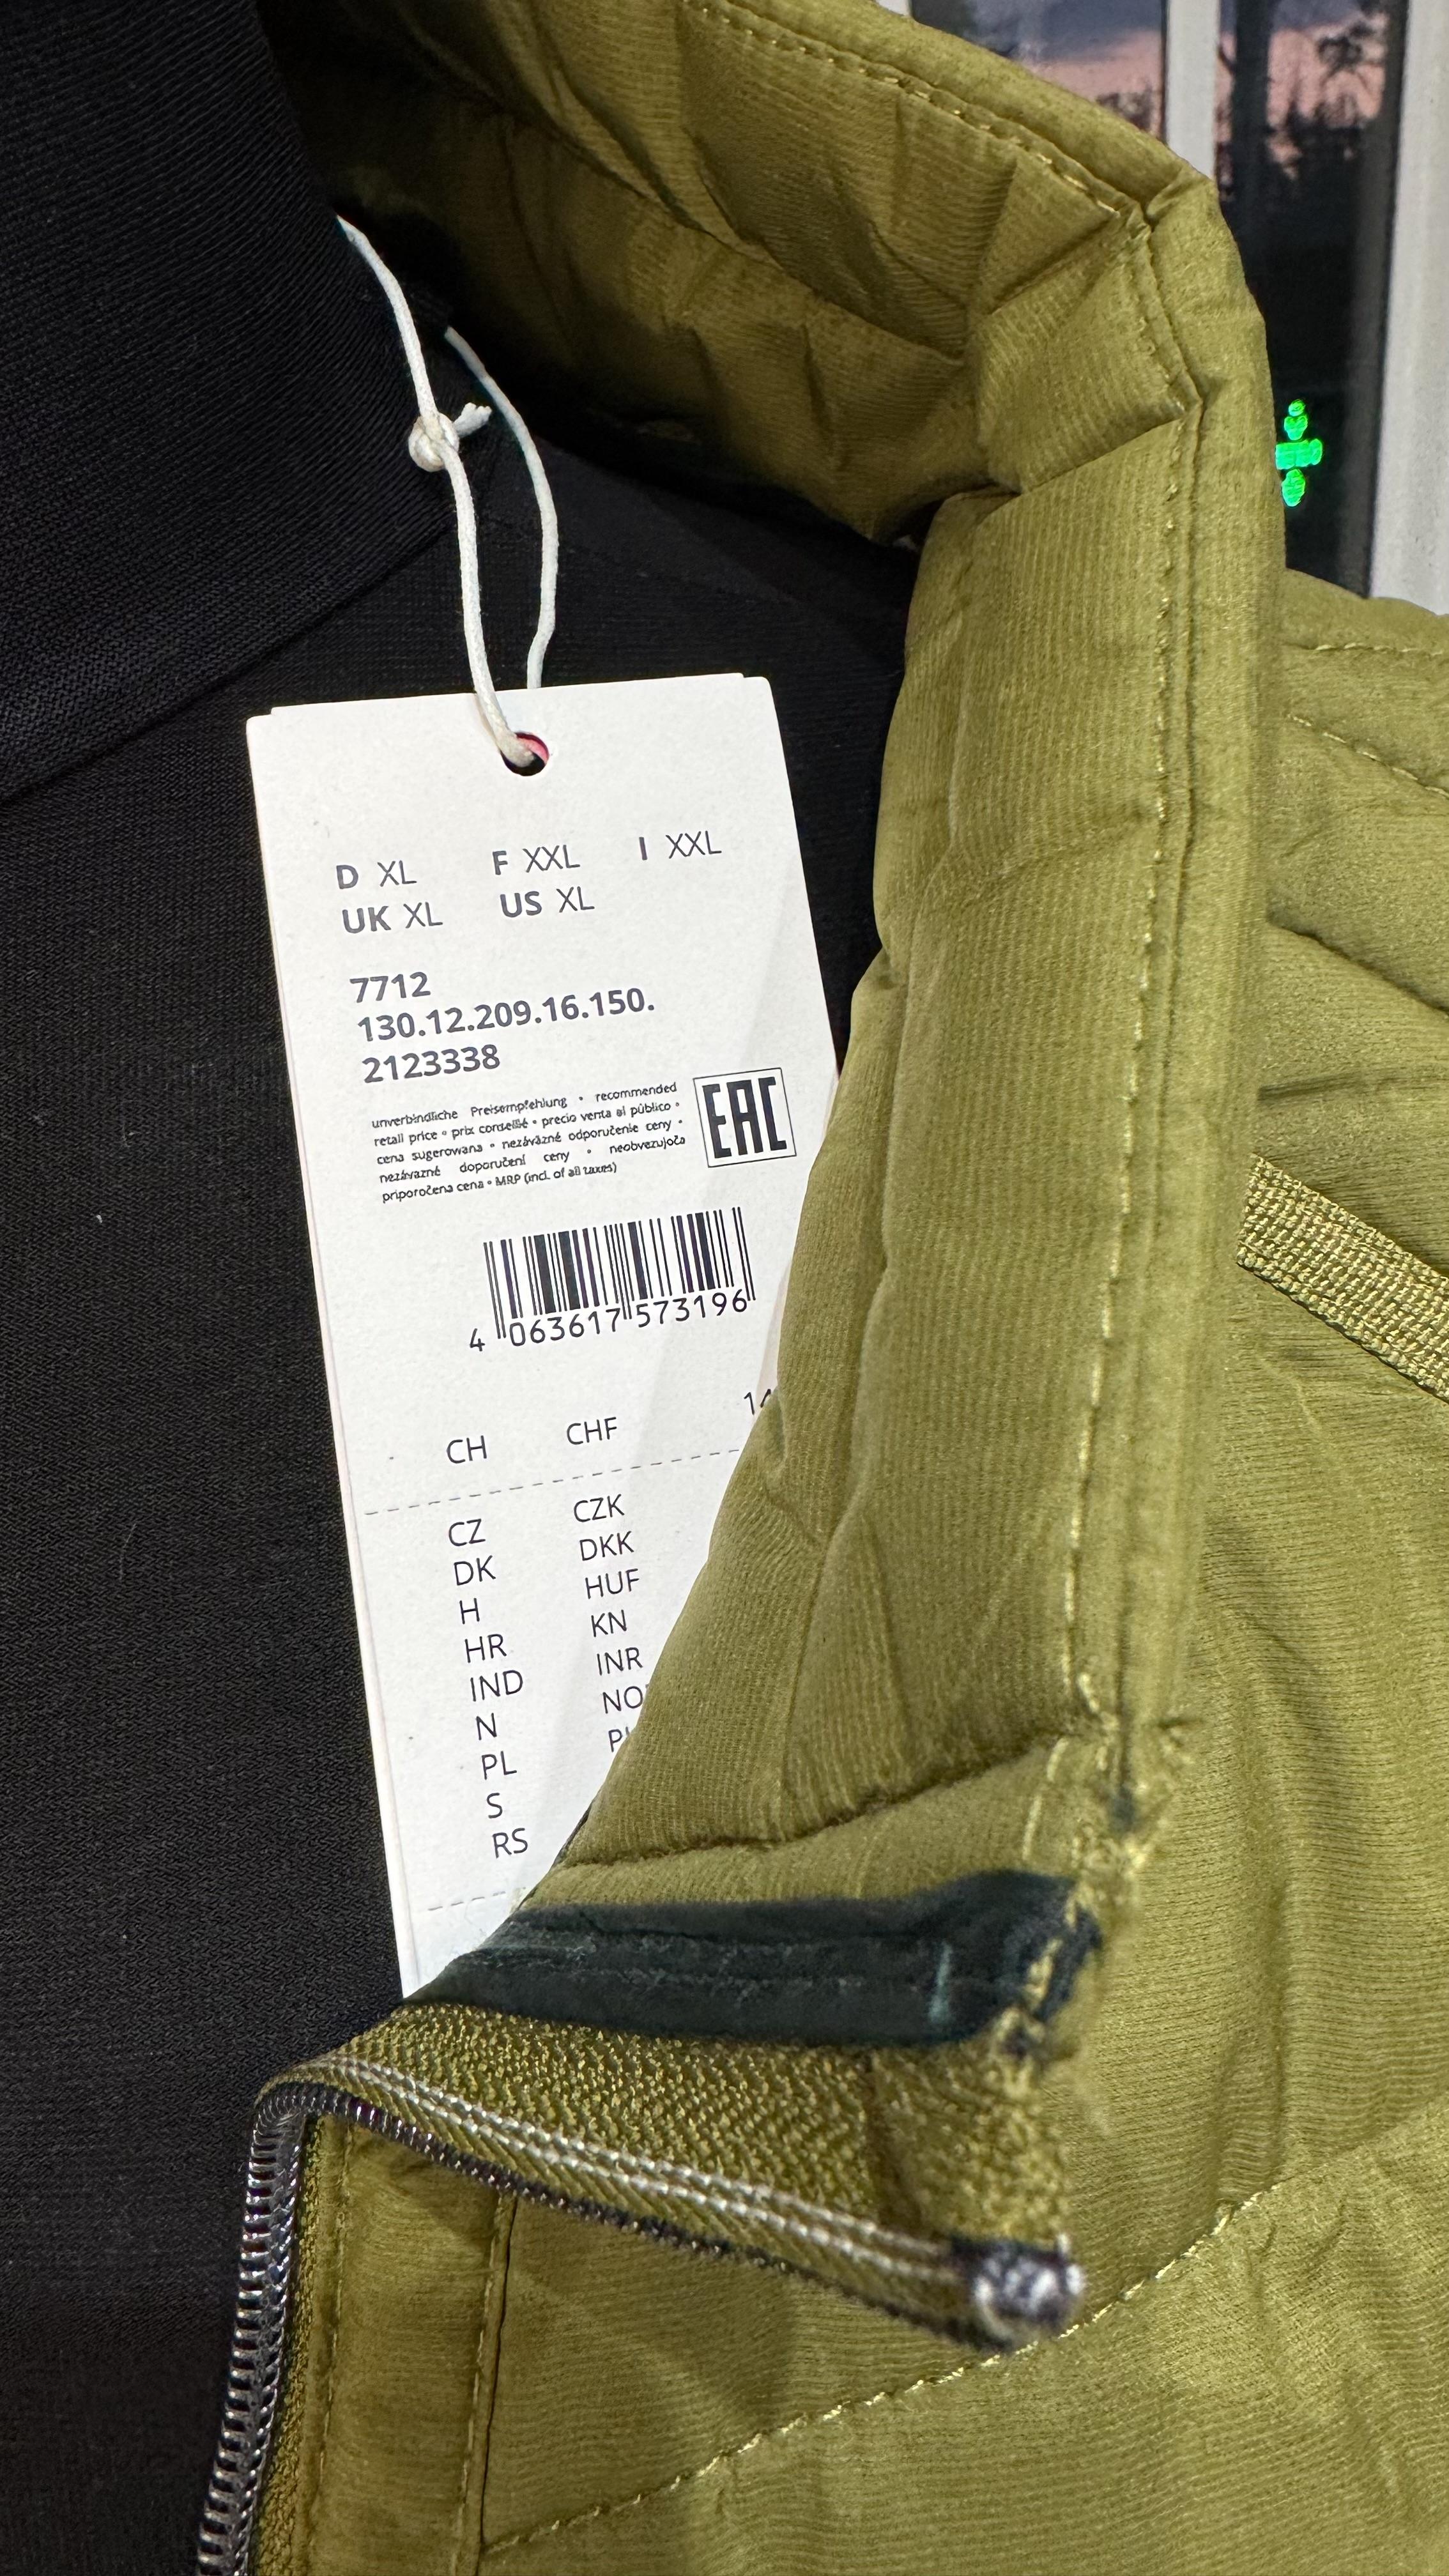 D XL F XXL I XXL
UK XL US XL
7712
130.12.209.16.150.
2123338
unverbindliche Preisempfehlung • recommended
retail price • prix conseillé • precio venta al público •
cena sugerowana • nezáväzné odporučenie ceny •
nezávazné doporučení ceny • neobvezujoča
priporočena cena • MRP (incl. of all taxes)
EAC
4 063617 573196
CH CHF
CZ CZK
DK DKK
H HUF
HR KN
IND INR
N
PL
S
RS